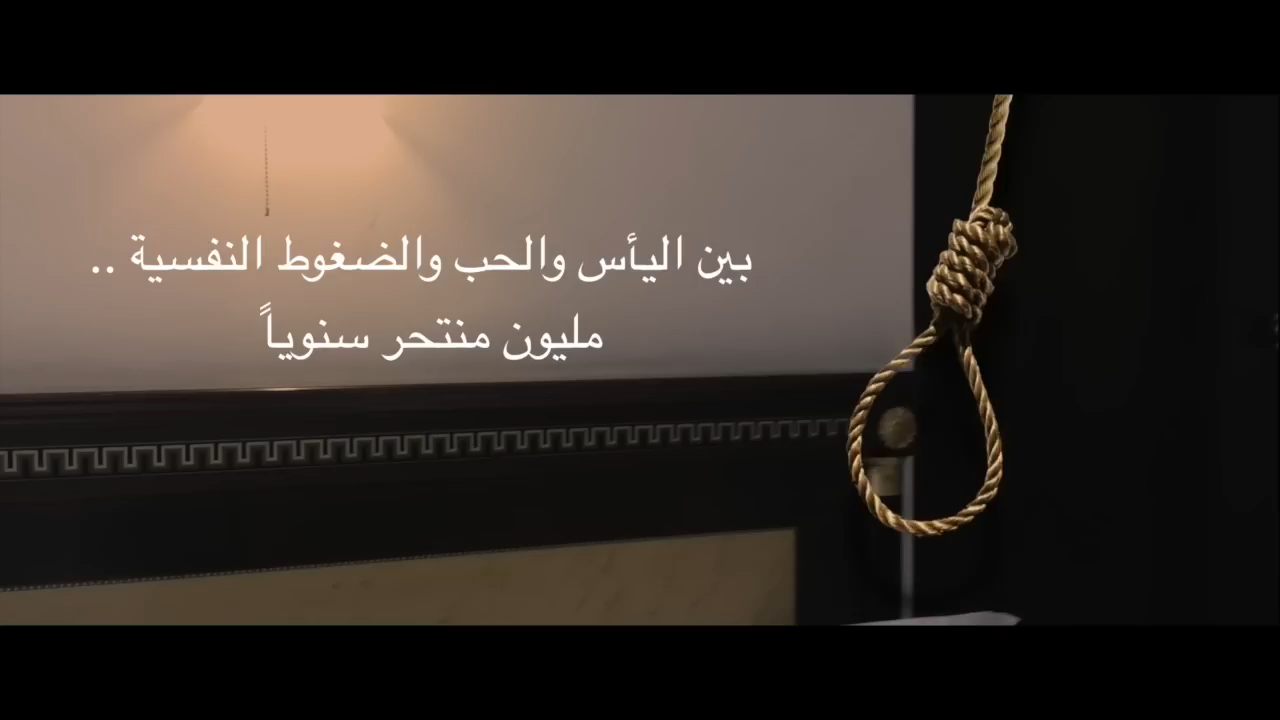 بين اليأس والحب والضغوط النفسية ..
مليون منتحر سنوياً